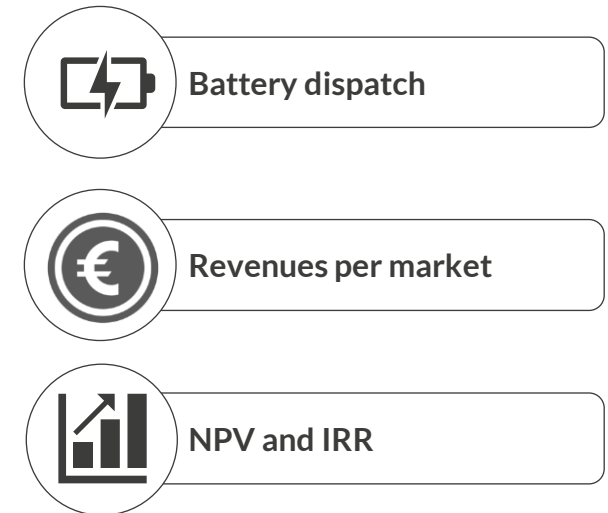 Battery dispatch
€
Revenues per market
NPV and IRR